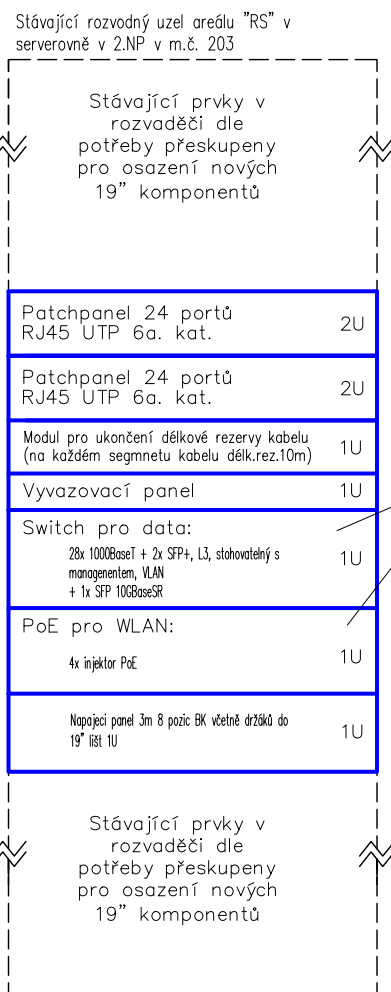 Stávající rozvodný uzel areálu "RS" v
serverovně v 2.NP v m.č. 203
Stávající prvky v
rozvaděči dle
potřeby přeskupeny
pro osazení nových
19" komponentů
Patchpanel 24 portů
RJ45 UTP 6a. kat.
2U
Patchpanel 24 portů
RJ45 UTP 6a. kat.
2U
Modul pro ukončení délkové rezervy kabelu
(na každém segmnetu kabelu délk.rez.10m)
1U
Vyvazovací panel
1U
Switch pro data:
28x 1000BaseT + 2x SFP+, L3, stohovatelný s
managenentem, VLAN
+ 1x SFP 10GBaseSR
1U
PoE pro WLAN:
4x injektor PoE
1U
Napajeci panel 3m 8 pozic BK včetně držáků do
19" lišt 1U
1U
Stávající prvky v
rozvaděči dle
potřeby přeskupeny
pro osazení nových
19" komponentů